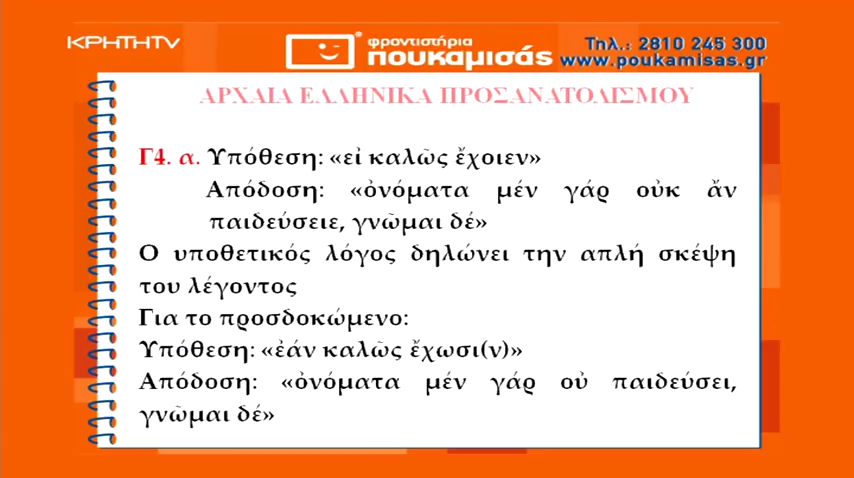 ΚΡΗΤΗTV
φροντιστήρια
πουκαμισάς
Τηλ.: 2810 245 300
www.poukamisas.gr
ΑΡΧΑΙΑ ΕΛΛΗΝΙΚΑ ΠΡΟΣΑΝΑΤΟΛΙΣΜΟΥ
Γ4. α. Υπόθεση: «εἰ καλῶς ἔχοιεν»
Απόδοση: «ὀνόματα μέν γάρ οὐκ ἄν
παιδεύσειε, γνῶμαι δέ»
Ο υποθετικός λόγος δηλώνει την απλή σκέψη
του λέγοντος
Για το προσδοκώμενο:
Υπόθεση: «ἐάν καλῶς ἔχωσι(ν)»
Απόδοση: «ὀνόματα μέν γάρ οὐ παιδεύσει,
γνῶμαι δέ»